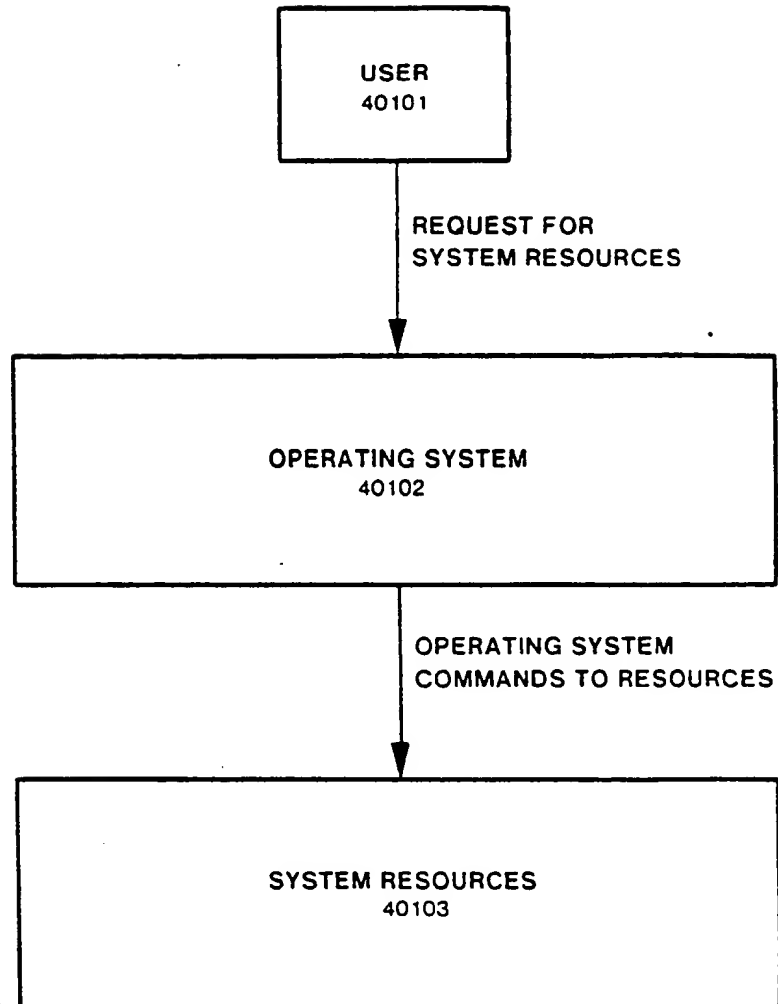 USER
40101
REQUEST FOR
SYSTEM RESOURCES
OPERATING SYSTEM
40102
OPERATING SYSTEM
COMMANDS TO RESOURCES
SYSTEM RESOURCES
40103